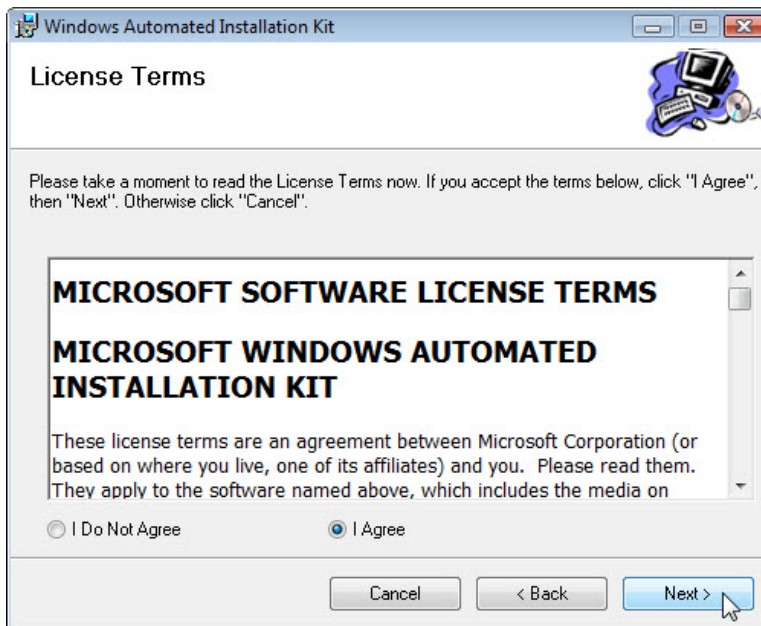 Windows Automated Installation Kit
License Terms
Please take a moment to read the License Terms now. If you accept the terms below, click "I Agree",
then "Next". Otherwise click "Cancel".
MICROSOFT SOFTWARE LICENSE TERMS
MICROSOFT WINDOWS AUTOMATED
INSTALLATION KIT
These license terms are an agreement between Microsoft Corporation (or
based on where you live, one of its affiliates) and you.  Please read them.
They apply to the software named above, which includes the media on
I Do Not Agree I Agree
Cancel < Back Next >